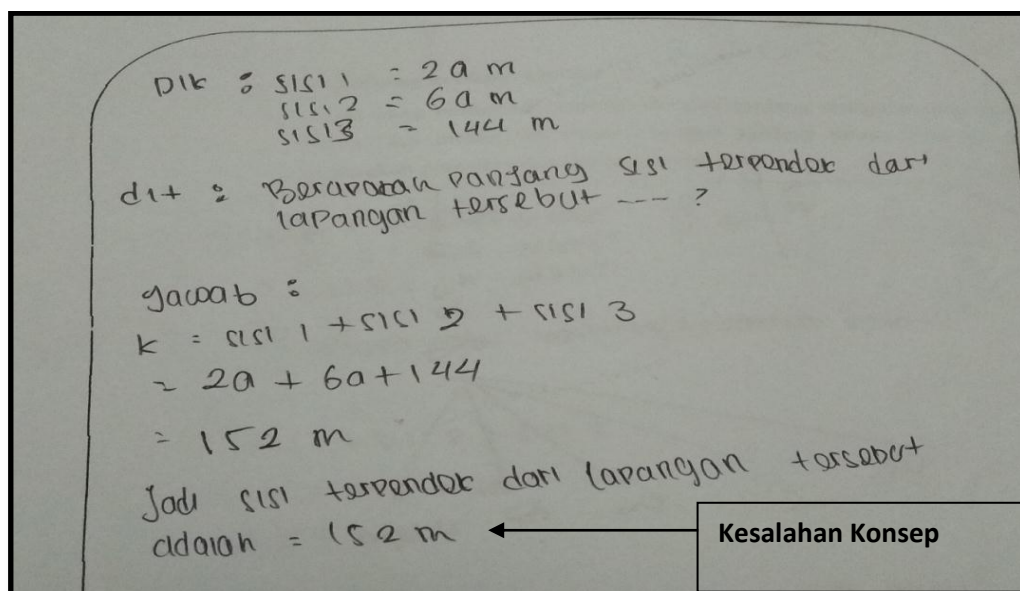 Dik : sisi 1 = 2a m
sisi 2 = 6a m
sisi 3 = 144 m
dit : Berapakah panjang sisi terpendek dari
lapangan tersebut --- ?
Jawab :
k = sisi 1 + sisi 2 + sisi 3
= 2a + 6a + 144
= 152 m
Jadi sisi terpendek dari lapangan tersebut
adalah = 152 m
Kesalahan Konsep